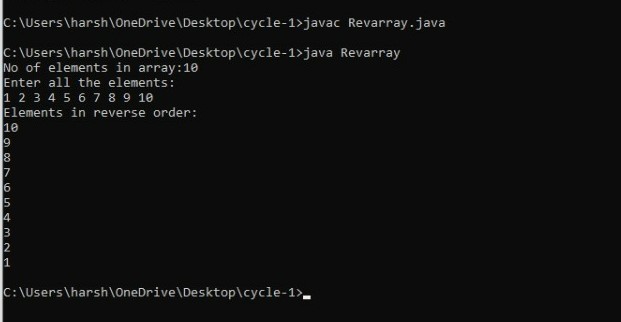 C:\Users\harsh\OneDrive\Desktop\cycle-1>javac Revarray.java
C:\Users\harsh\OneDrive\Desktop\cycle-1>java Revarray
No of elements in array:10
Enter all the elements:
1 2 3 4 5 6 7 8 9 10
Elements in reverse order:
10
9
8
7
6
5
4
3
2
1
C:\Users\harsh\OneDrive\Desktop\cycle-1>